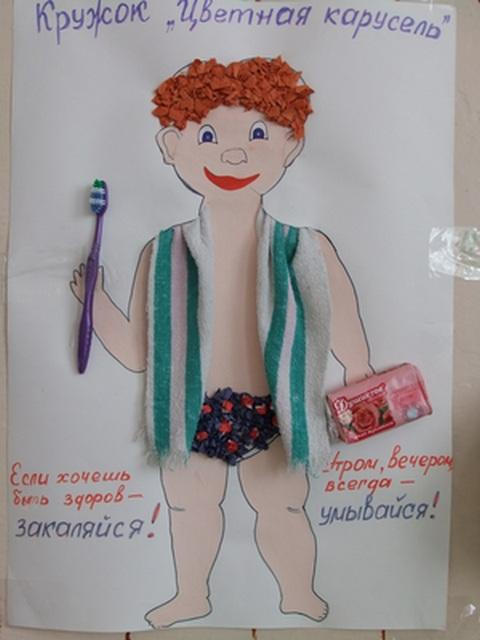 Кружок „Цветная карусель"
Если хочешь
быть здоров –
закаляйся!
Утром, вечером,
всегда –
умывайся!